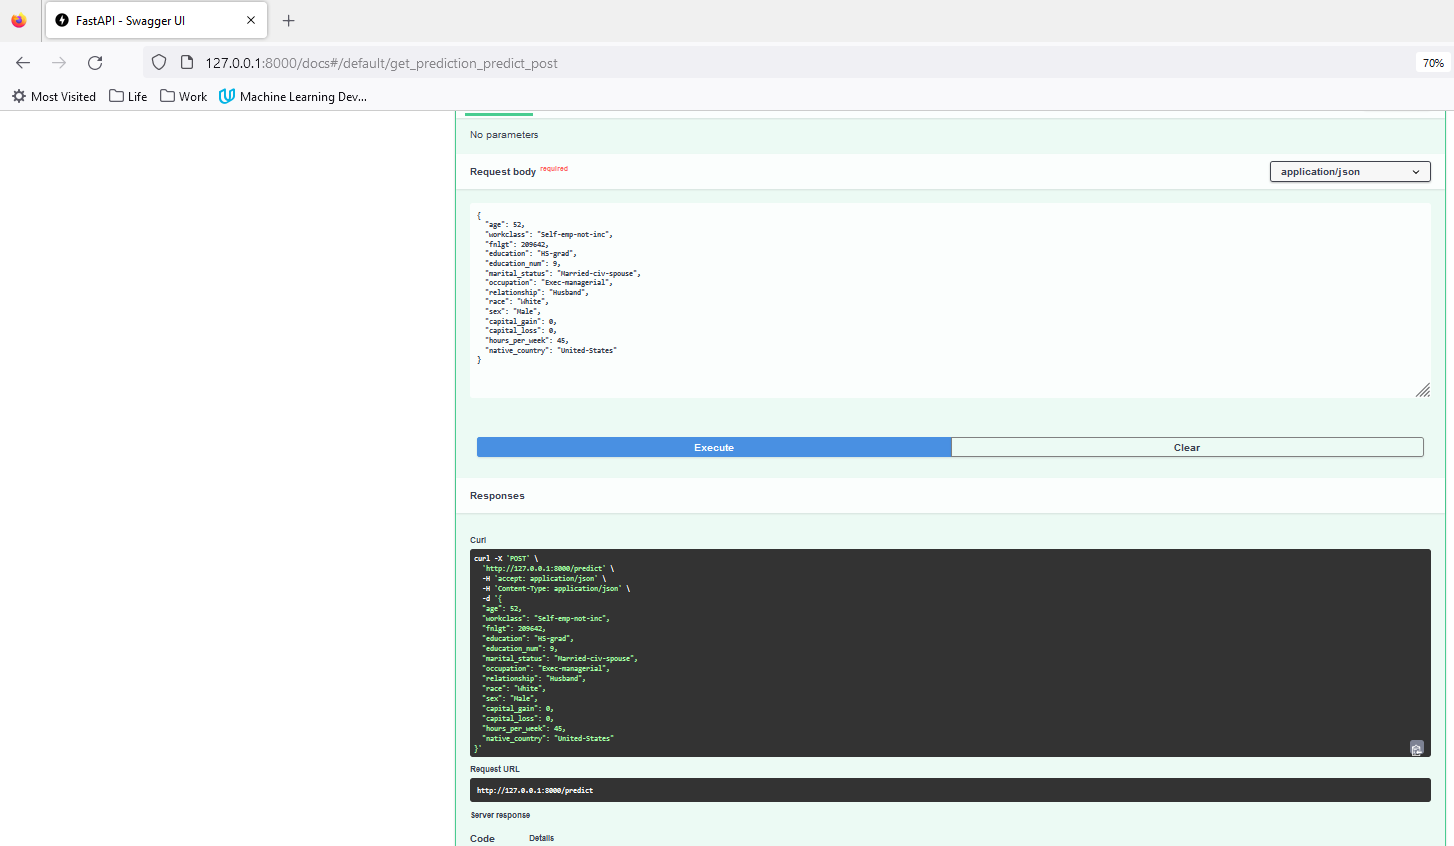 FastAPI - Swagger UI
127.0.0.1:8000/docs#/default/get_prediction_predict_post
70%
Most Visited Life Work Machine Learning Dev...
No parameters
Request body required
application/json
{
"age": 52,
"workclass": "Self-emp-not-inc",
"fnlgt": 209642,
"education": "HS-grad",
"education_num": 9,
"marital_status": "Married-civ-spouse",
"occupation": "Exec-managerial",
"relationship": "Husband",
"race": "White",
"sex": "Male",
"capital_gain": 0,
"capital_loss": 0,
"hours_per_week": 45,
"native_country": "United-States"
}
Execute Clear
Responses
Curl
curl -X 'POST' \
'http://127.0.0.1:8000/predict' \
-H 'accept: application/json' \
-H 'Content-Type: application/json' \
-d '{
"age": 52,
"workclass": "Self-emp-not-inc",
"fnlgt": 209642,
"education": "HS-grad",
"education_num": 9,
"marital_status": "Married-civ-spouse",
"occupation": "Exec-managerial",
"relationship": "Husband",
"race": "White",
"sex": "Male",
"capital_gain": 0,
"capital_loss": 0,
"hours_per_week": 45,
"native_country": "United-States"
}'
Request URL
http://127.0.0.1:8000/predict
Server response
Code Details